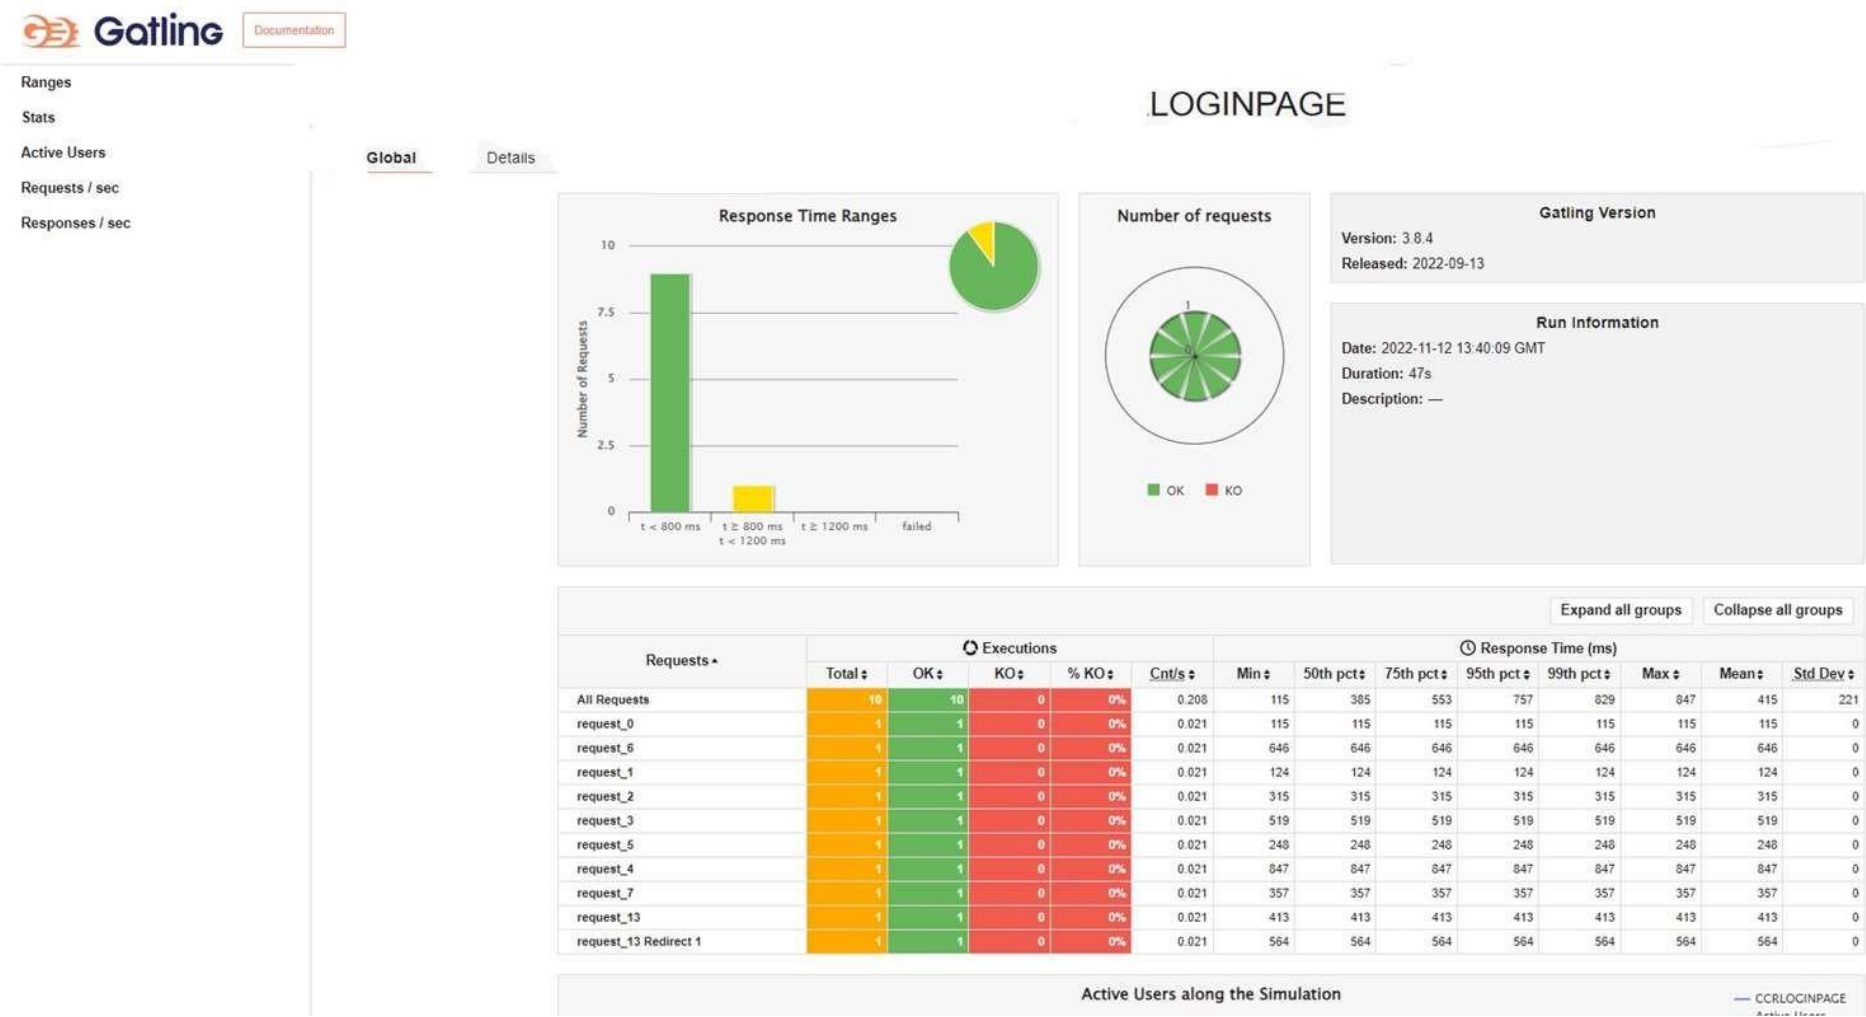 Gatling
Documentation
Ranges
Stats
Active Users
Requests / sec
Responses / sec
LOGINPAGE
Global Details
Response Time Ranges
Number of Requests
10
7.5
5
2.5
0
t < 800 ms
t ≥ 800 ms
t < 1200 ms
t ≥ 1200 ms
failed
Number of requests
1
0
OK KO
Gatling Version
Version: 3.8.4
Released: 2022-09-13
Run Information
Date: 2022-11-12 13:40:09 GMT
Duration: 47s
Description: —
Expand all groups Collapse all groups
Requests Executions Response Time (ms)
Total OK KO % KO Cnt/s Min 50th pct 75th pct 95th pct 99th pct Max Mean Std Dev
All Requests 10 10 0 0% 0.208 115 385 553 757 829 847 415 221
request_0 1 1 0 0% 0.021 115 115 115 115 115 115 115 0
request_6 1 1 0 0% 0.021 646 646 646 646 646 646 646 0
request_1 1 1 0 0% 0.021 124 124 124 124 124 124 124 0
request_2 1 1 0 0% 0.021 315 315 315 315 315 315 315 0
request_3 1 1 0 0% 0.021 519 519 519 519 519 519 519 0
request_5 1 1 0 0% 0.021 248 248 248 248 248 248 248 0
request_4 1 1 0 0% 0.021 847 847 847 847 847 847 847 0
request_7 1 1 0 0% 0.021 357 357 357 357 357 357 357 0
request_13 1 1 0 0% 0.021 413 413 413 413 413 413 413 0
request_13 Redirect 1 1 1 0 0% 0.021 564 564 564 564 564 564 564 0
Active Users along the Simulation
CCRLOGINPAGE
Active Users